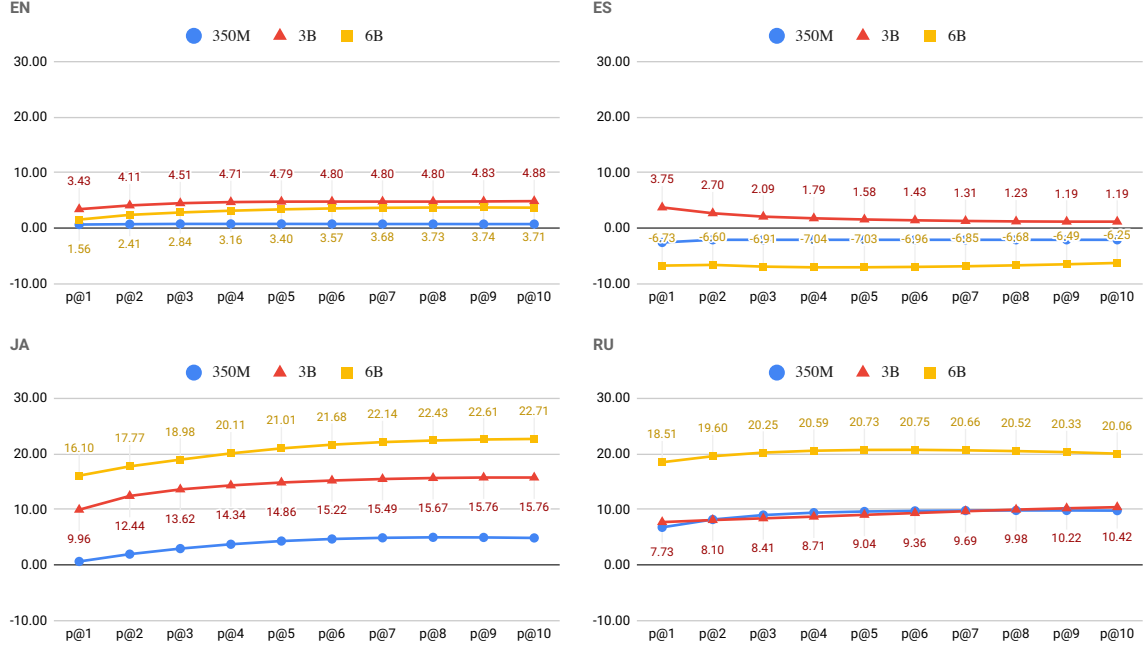 EN
350M 3B 6B
30.00
20.00
10.00
0.00
-10.00
3.43 4.11 4.51 4.71 4.79 4.80 4.80 4.80 4.83 4.88
1.56 2.41 2.84 3.16 3.40 3.57 3.68 3.73 3.74 3.71
p@1 p@2 p@3 p@4 p@5 p@6 p@7 p@8 p@9 p@10
ES
350M 3B 6B
30.00
20.00
10.00
0.00
-10.00
3.75 2.70 2.09 1.79 1.58 1.43 1.31 1.23 1.19 1.19
-6.73 -6.60 -6.91 -7.04 -7.03 -6.96 -6.85 -6.68 -6.49 -6.25
p@1 p@2 p@3 p@4 p@5 p@6 p@7 p@8 p@9 p@10
JA
350M 3B 6B
30.00
20.00
10.00
0.00
-10.00
16.10 17.77 18.98 20.11 21.01 21.68 22.14 22.43 22.61 22.71
9.96 12.44 13.62 14.34 14.86 15.22 15.49 15.67 15.76 15.76
p@1 p@2 p@3 p@4 p@5 p@6 p@7 p@8 p@9 p@10
RU
350M 3B 6B
30.00
20.00
10.00
0.00
-10.00
18.51 19.60 20.25 20.59 20.73 20.75 20.66 20.52 20.33 20.06
7.73 8.10 8.41 8.71 9.04 9.36 9.69 9.98 10.22 10.42
p@1 p@2 p@3 p@4 p@5 p@6 p@7 p@8 p@9 p@10